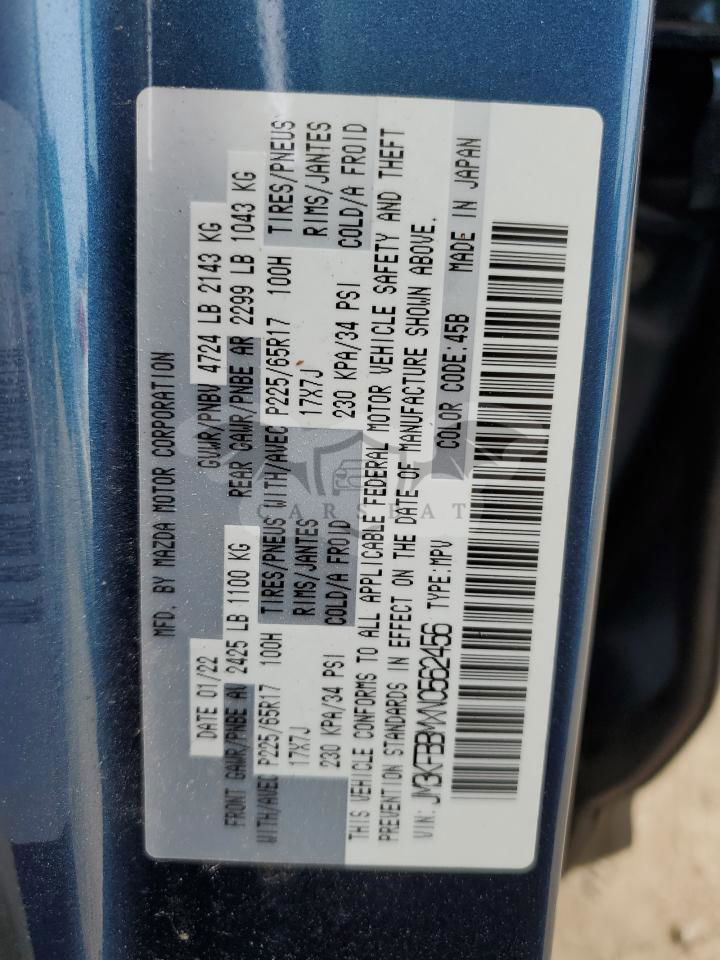 MFD. BY MAZDA MOTOR CORPORATION
DATE 01/22 GVWR/PNBV 4724 LB 2143 KG
FRONT GAWR/PNBE AV 2425 LB 1100 KG REAR GAWR/PNBE AR 2299 LB 1043 KG
WITH/AVEC P225/65R17 100H TIRES/PNEUS WITH/AVEC P225/65R17 100H TIRES/PNEUS
17X7J RIMS/JANTES 17X7J RIMS/JANTES
230 KPA/34 PSI COLD/A FROID 230 KPA/34 PSI COLD/A FROID
THIS VEHICLE CONFORMS TO ALL APPLICABLE FEDERAL MOTOR VEHICLE SAFETY AND THEFT
PREVENTION STANDARDS IN EFFECT ON THE DATE OF MANUFACTURE SHOWN ABOVE.
VIN: JM3KFBBMXN0562456 TYPE:MPV COLOR CODE:45B MADE IN JAPAN
CARSEAT